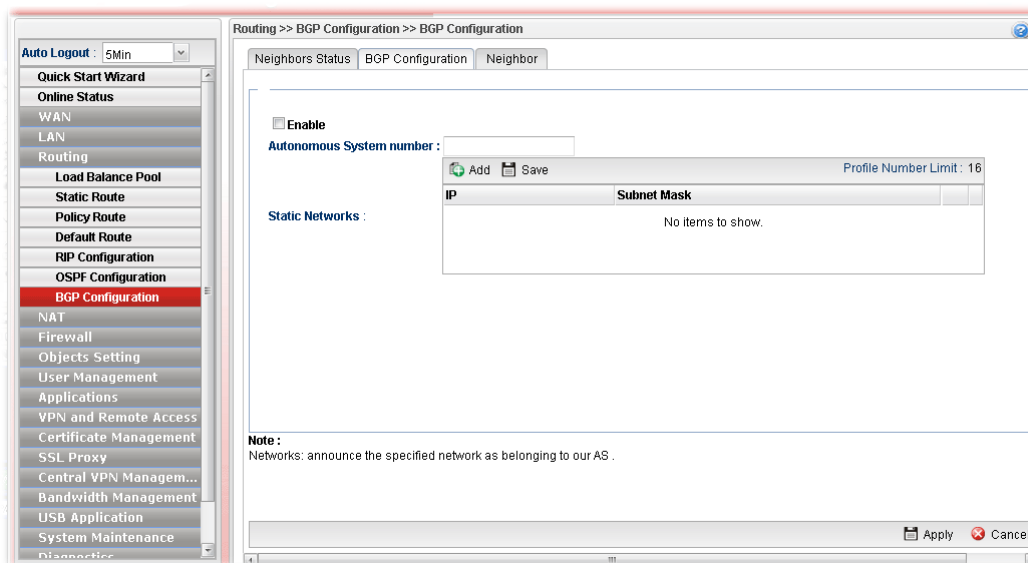 Routing >> BGP Configuration >> BGP Configuration
Auto Logout : 5Min
Quick Start Wizard
Online Status
WAN
LAN
Routing
Load Balance Pool
Static Route
Policy Route
Default Route
RIP Configuration
OSPF Configuration
BGP Configuration
NAT
Firewall
Objects Setting
User Management
Applications
VPN and Remote Access
Certificate Management
SSL Proxy
Central VPN Managem...
Bandwidth Management
USB Application
System Maintenance
Diagnostics
Neighbors Status BGP Configuration Neighbor
Enable
Autonomous System number :
Static Networks :
Add Save Profile Number Limit : 16
IP Subnet Mask
No items to show.
Note :
Networks: announce the specified network as belonging to our AS .
Apply Cancel